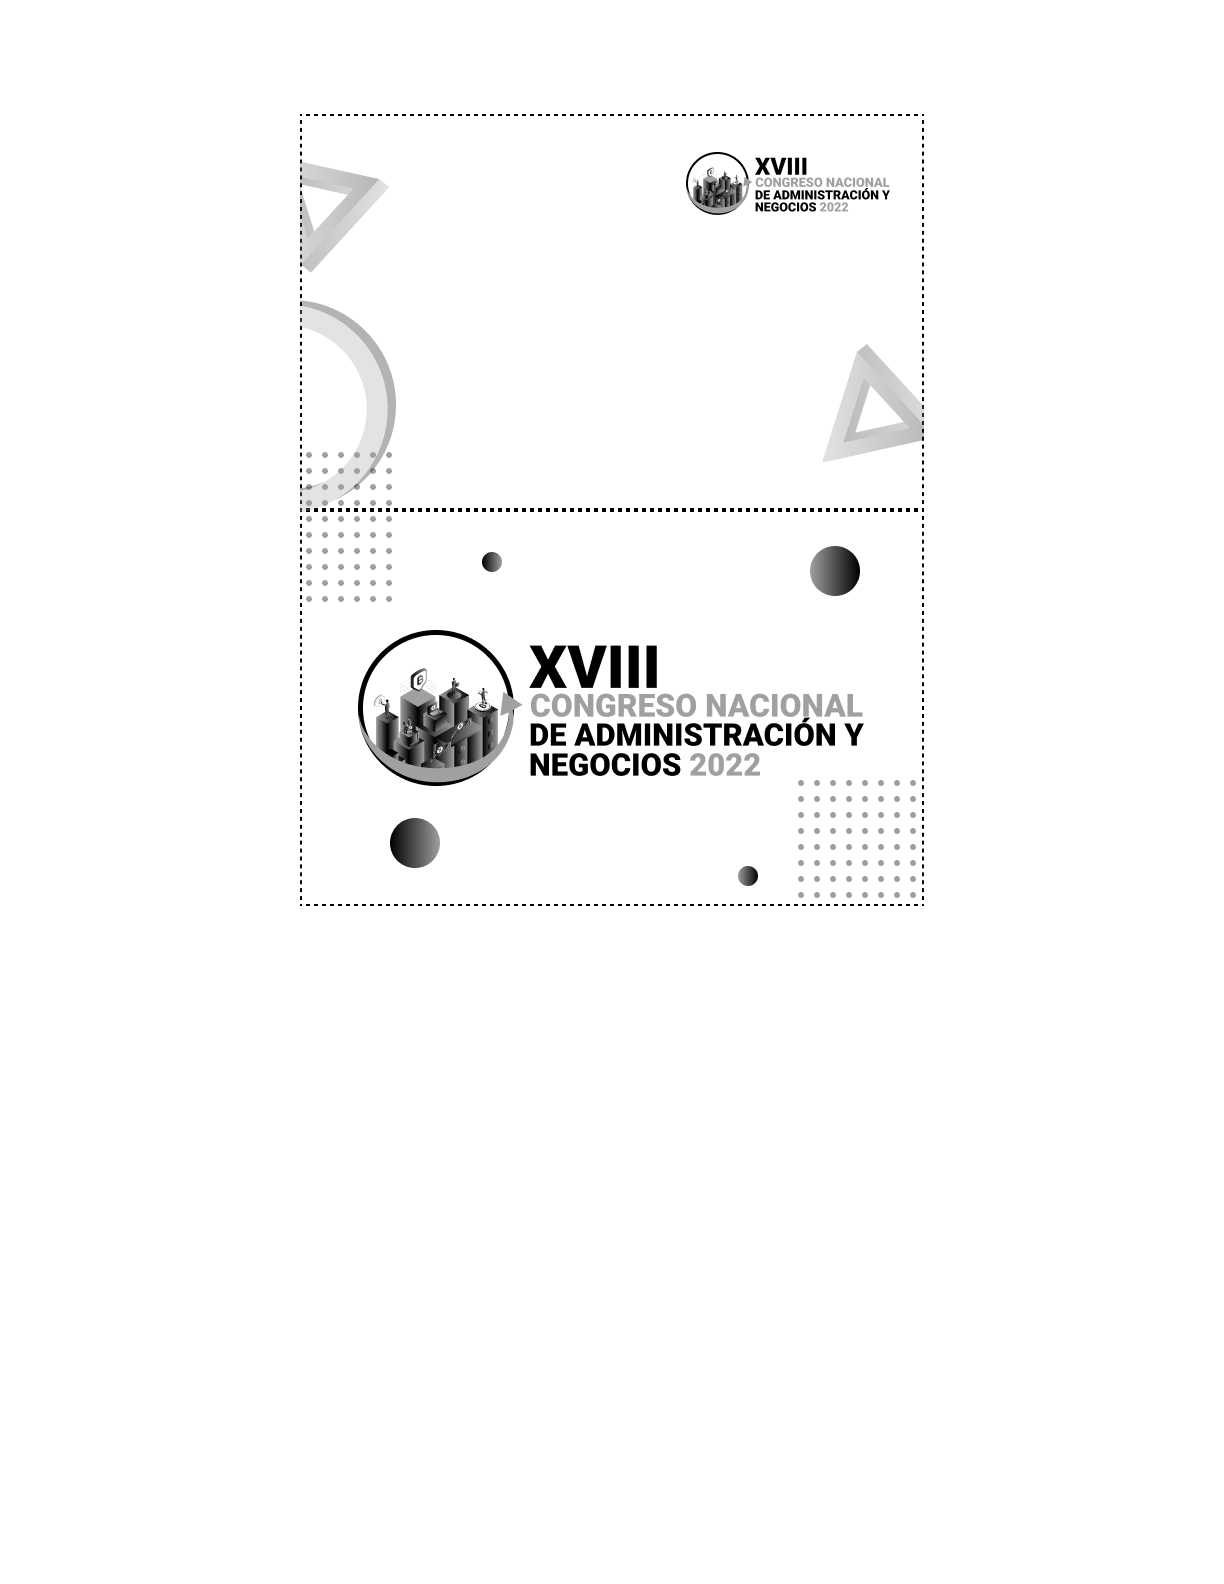 XVIII
CONGRESO NACIONAL
DE ADMINISTRACIÓN Y
NEGOCIOS 2022
XVIII
CONGRESO NACIONAL
DE ADMINISTRACIÓN Y
NEGOCIOS 2022